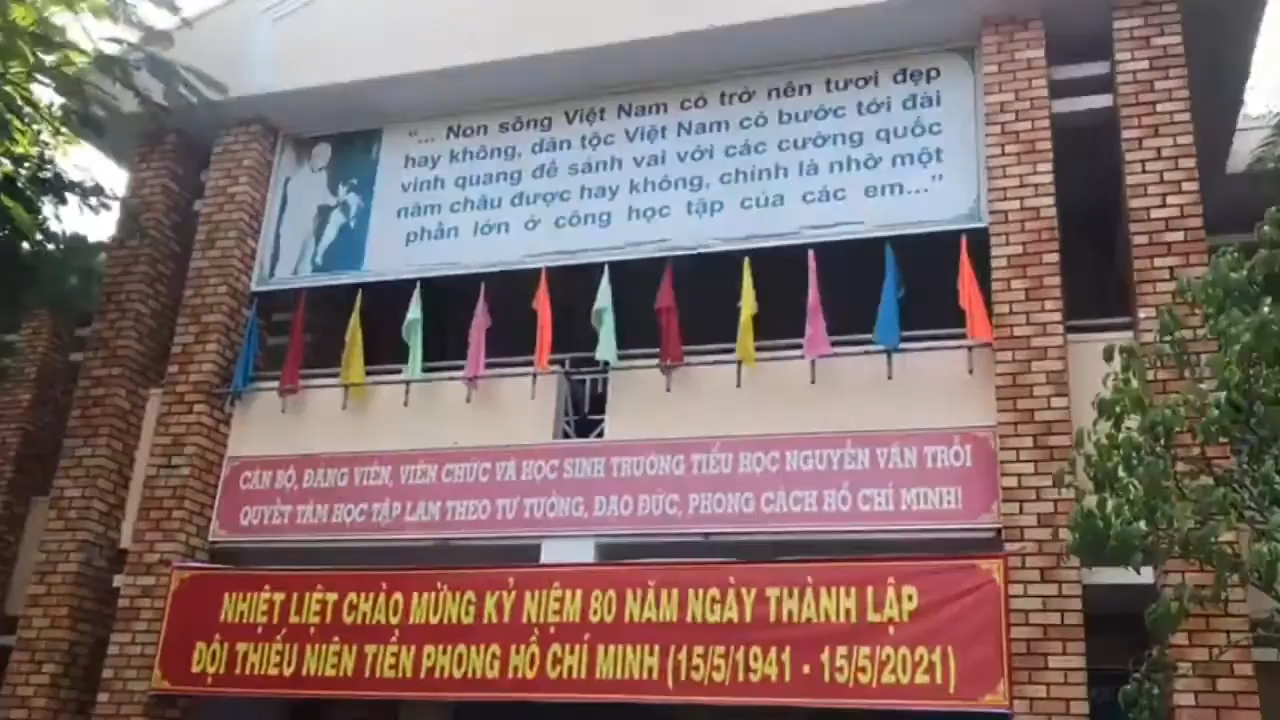 “... Non sông Việt Nam có trở nên tươi đẹp
hay không, dân tộc Việt Nam có bước tới đài
vinh quang để sánh vai với các cường quốc
năm châu được hay không, chính là nhờ một
phần lớn ở công học tập của các em...”
CÁN BỘ, ĐẢNG VIÊN, VIÊN CHỨC VÀ HỌC SINH TRƯỜNG TIỂU HỌC NGUYỄN VĂN TRỖI
QUYẾT TÂM HỌC TẬP LÀM THEO TƯ TƯỞNG, ĐẠO ĐỨC, PHONG CÁCH HỒ CHÍ MINH!
NHIỆT LIỆT CHÀO MỪNG KỶ NIỆM 80 NĂM NGÀY THÀNH LẬP
ĐỘI THIẾU NIÊN TIỀN PHONG HỒ CHÍ MINH (15/5/1941 - 15/5/2021)